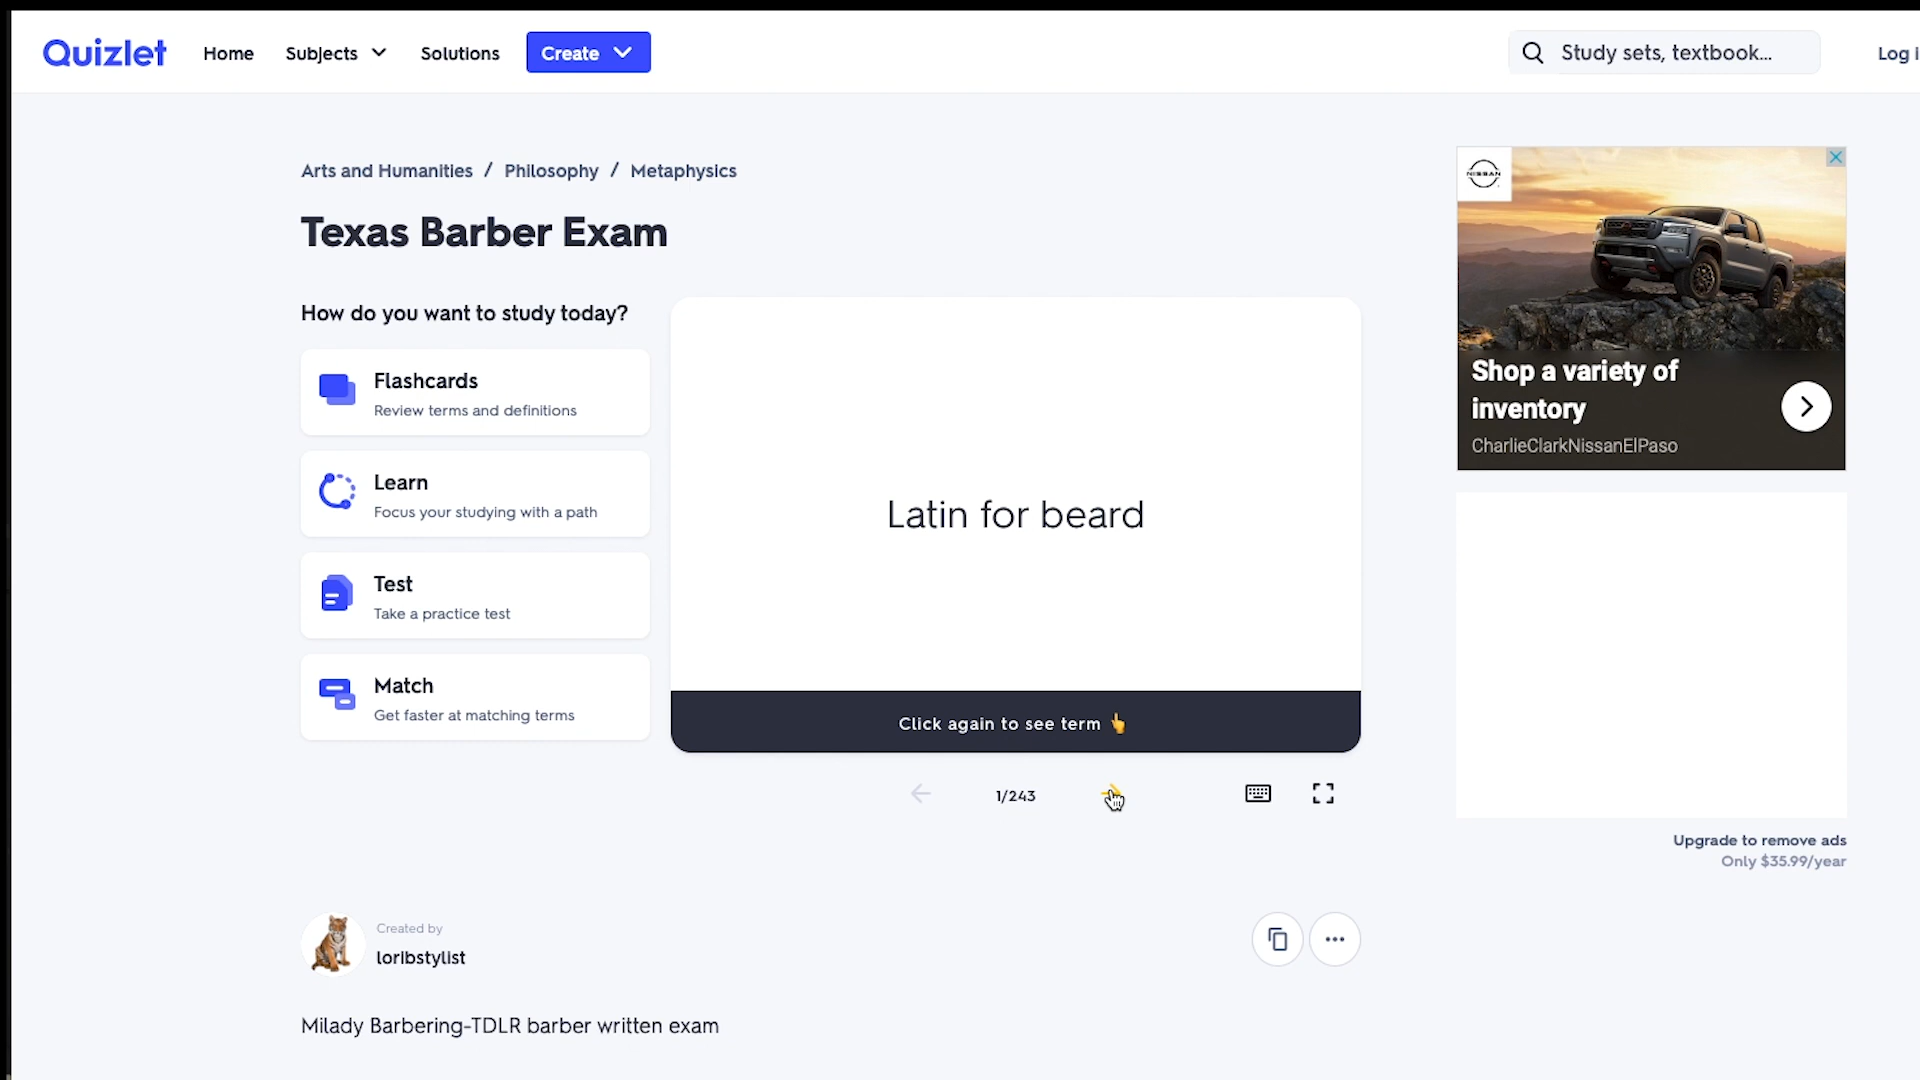 Quizlet
Home
Subjects
Solutions
Create
Study sets, textbook...
Log i
Arts and Humanities / Philosophy / Metaphysics
Texas Barber Exam
How do you want to study today?
Flashcards
Review terms and definitions
Learn
Focus your studying with a path
Test
Take a practice test
Match
Get faster at matching terms
Latin for beard
Click again to see term
1/243
NISSAN
Shop a variety of
inventory
CharlieClarkNissanElPaso
Upgrade to remove ads
Only $35.99/year
Created by
lorlbstylist
Milady Barbering-TDLR barber written exam